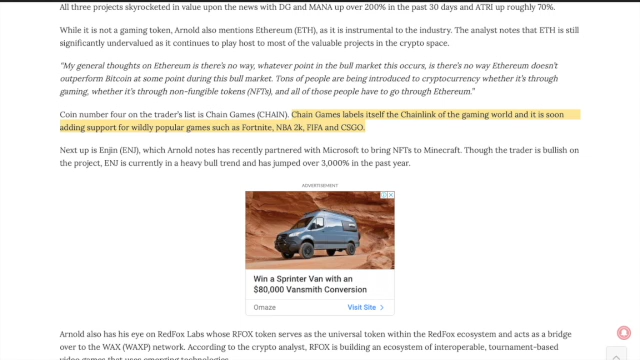 All three projects skyrocketed in value upon the news with DG and MANA up over 200% in the past 30 days and ATRI up roughly 70%.
While it is not a gaming token, Arnold also mentions Ethereum (ETH), as it is instrumental to the industry. The analyst notes that ETH is still
significantly undervalued as it continues to play host to most of the valuable projects in the crypto space.
“My general thoughts on Ethereum is there’s no way, whatever point in the bull market this occurs, is there’s no way Ethereum doesn’t
outperform Bitcoin at some point during this bull market. Tons of people are being introduced to cryptocurrency whether it’s through
gaming, whether it’s through non-fungible tokens (NFTs), and all of those people have to go through Ethereum.”
Coin number four on the trader’s list is Chain Games (CHAIN). Chain Games labels itself the Chainlink of the gaming world and it is soon
adding support for wildly popular games such as Fortnite, NBA 2k, FIFA and CSGO.
Next up is Enjin (ENJ), which Arnold notes has recently partnered with Microsoft to bring NFTs to Minecraft. Though the trader is bullish on
the project, ENJ is currently in a heavy bull trend and has jumped over 3,000% in the past year.
ADVERTISEMENT
Win a Sprinter Van with an
$80,000 Vansmith Conversion
Omaze
Visit Site
Arnold also has his eye on RedFox Labs whose RFOX token serves as the universal token within the RedFox ecosystem and acts as a bridge
over to the WAX (WAXP) network. According to the crypto analyst, RFOX is building an ecosystem of interoperable, tournament-based
video games that uses emerging technologies.